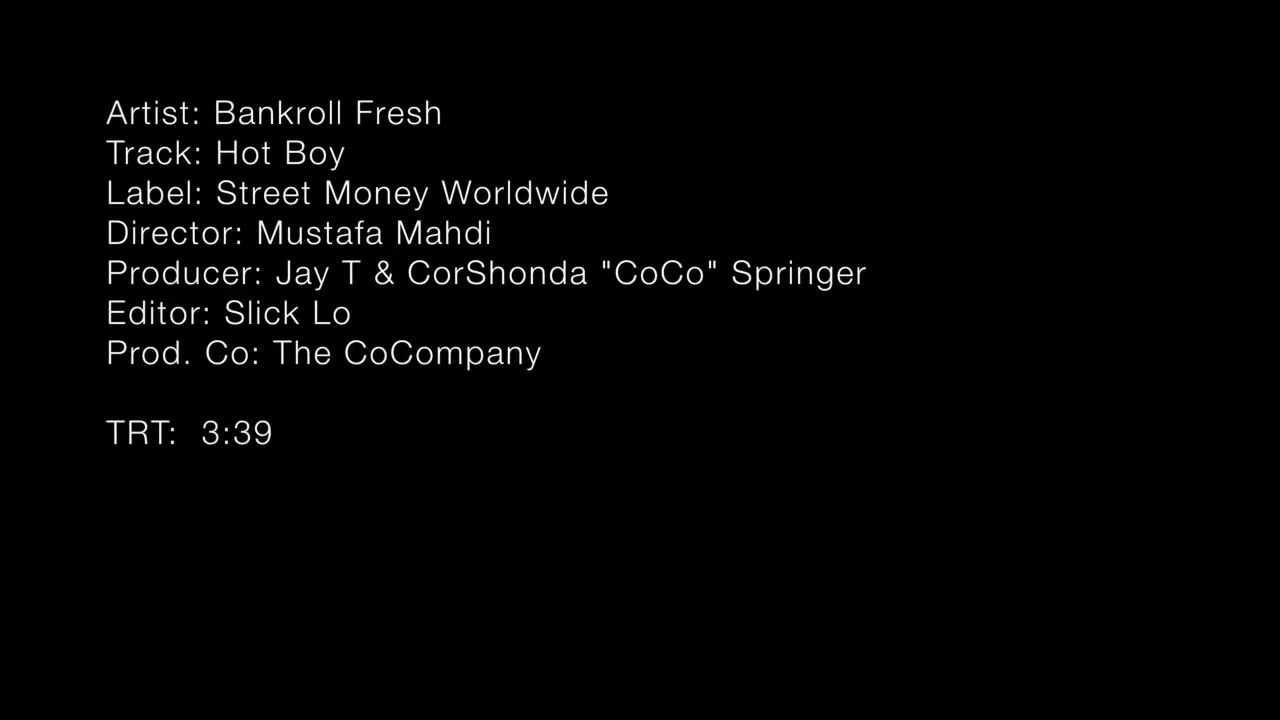 Artist: Bankroll Fresh
Track: Hot Boy
Label: Street Money Worldwide
Director: Mustafa Mahdi
Producer: Jay T & CorShonda "CoCo" Springer
Editor: Slick Lo
Prod. Co: The CoCompany
TRT:  3:39